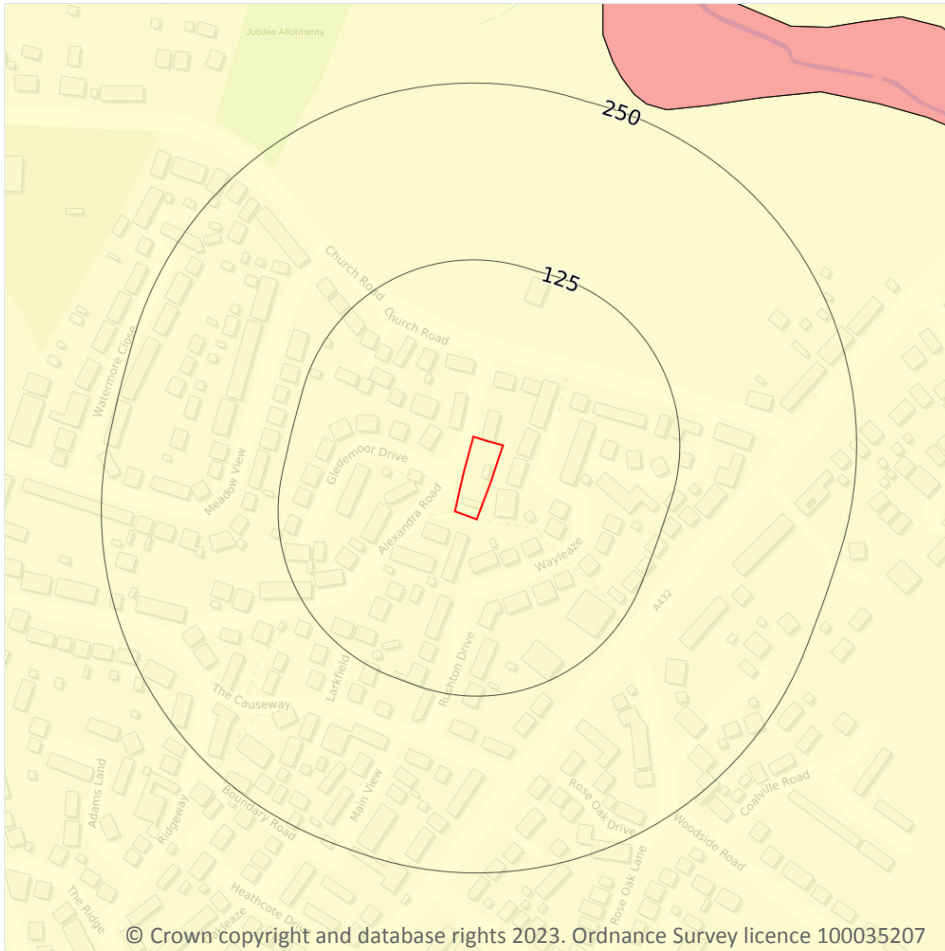 Jubilee Allotments
250
125
Church Road
Church Road
Watermore Close
Gledemoor Drive
Meadow View
Alexandra Road
Wayleaze
A432
Larkfield
Rushton Drive
The Causeway
Main View
Adams Land
Ridgeway
Boundary Road
Rose Oak Drive
Coalville Road
Woodside Road
Rose Oak Lane
The Ridge
Heathcote Drive
© Crown copyright and database rights 2023. Ordnance Survey licence 100035207